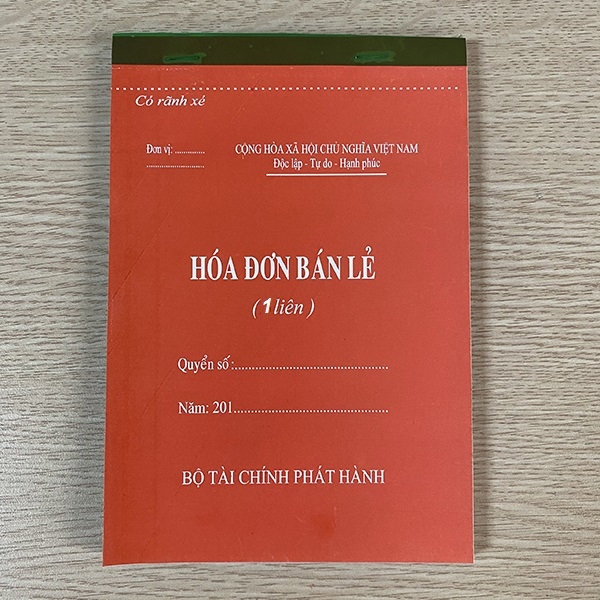 Có rãnh xé
Đơn vị: ...............
............................
CỘNG HÒA XÃ HỘI CHỦ NGHĨA VIỆT NAM
Độc lập - Tự do - Hạnh phúc
HÓA ĐƠN BÁN LẺ
( 1 liên )
Quyển số:.............................................
Năm: 201.............................................
BỘ TÀI CHÍNH PHÁT HÀNH